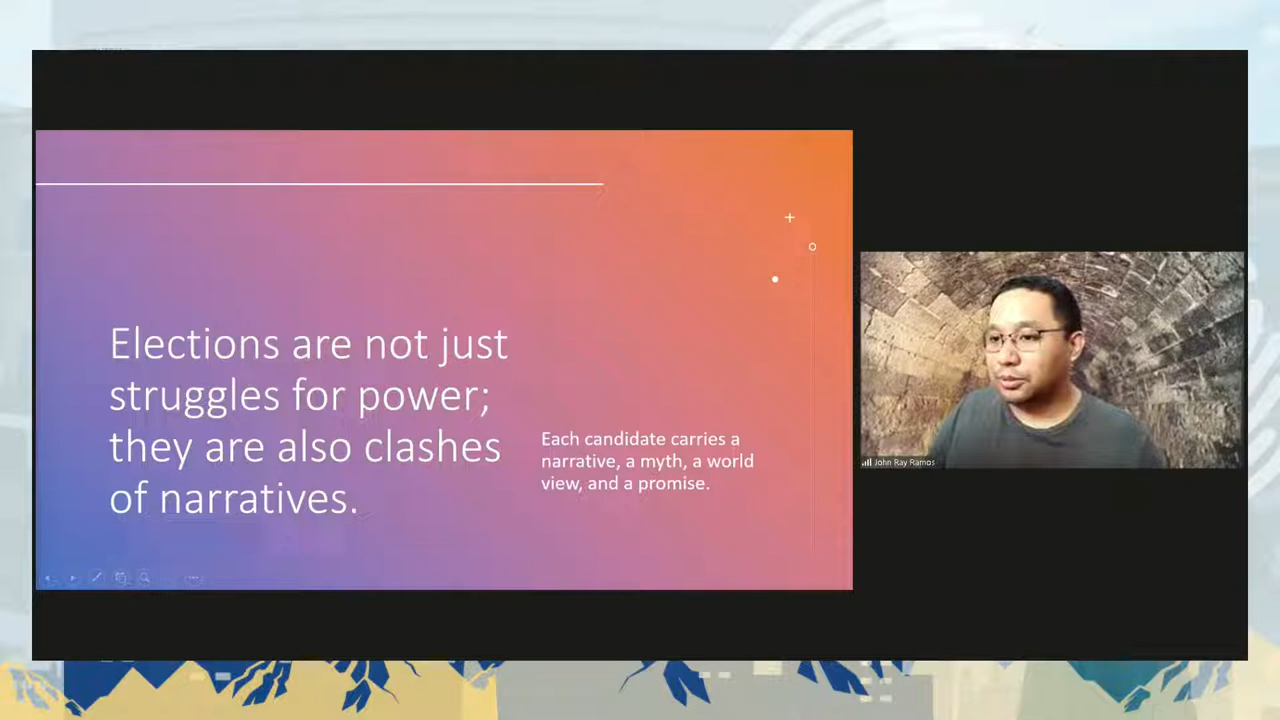 Elections are not just
struggles for power;
they are also clashes
of narratives.
Each candidate carries a
narrative, a myth, a world
view, and a promise.
John Ray Ramos